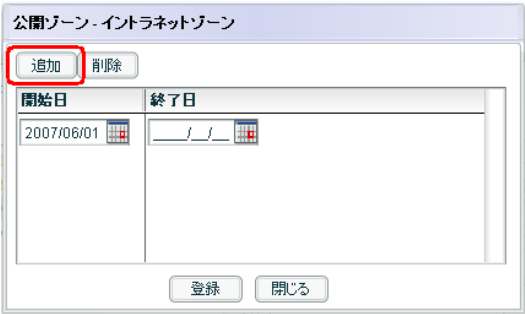 公開ゾーン - イントラネットゾーン
追加 削除
開始日 終了日
2007/06/01 ____/__/__
登録 閉じる